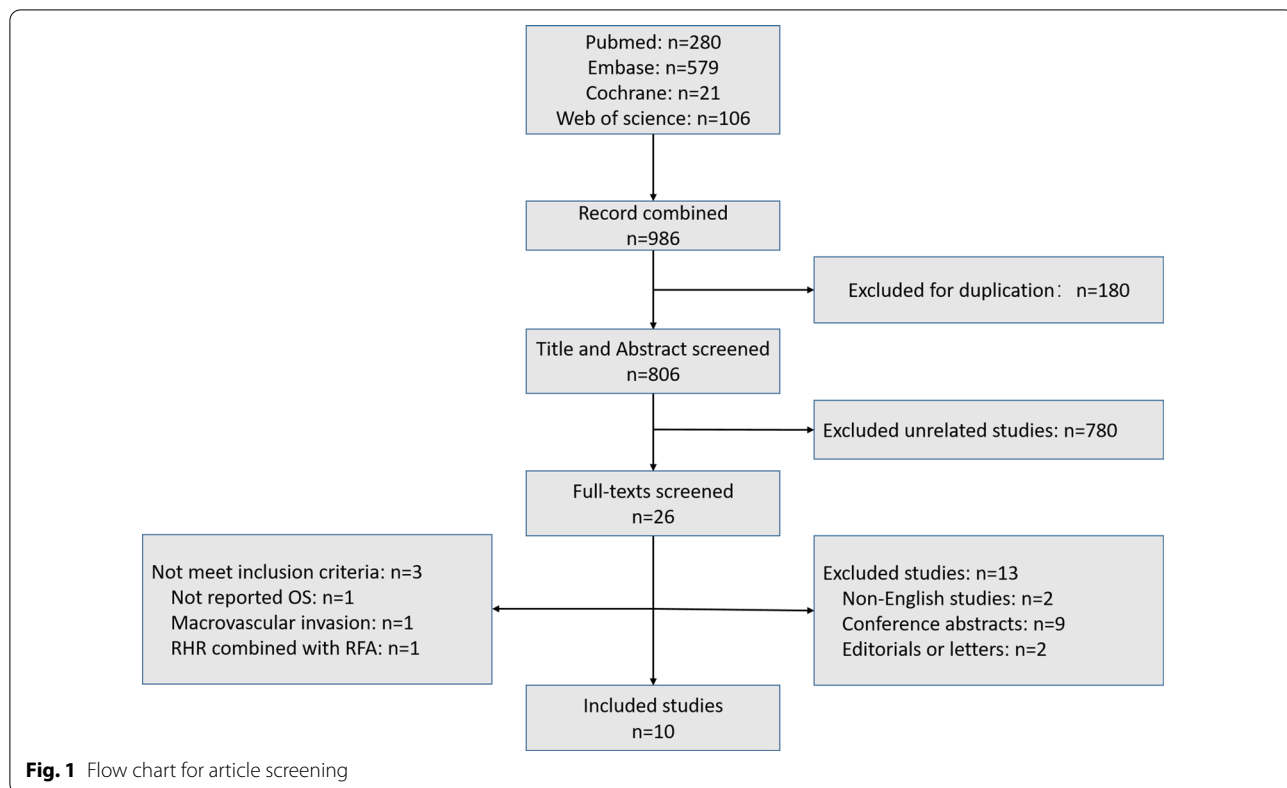 Pubmed: n=280
Embase: n=579
Cochrane: n=21
Web of science: n=106
Record combined
n=986
Excluded for duplication： n=180
Title and Abstract screened
n=806
Excluded unrelated studies: n=780
Full-texts screened
n=26
Not meet inclusion criteria: n=3
Not reported OS: n=1
Macrovascular invasion: n=1
RHR combined with RFA: n=1
Excluded studies: n=13
Non-English studies: n=2
Conference abstracts: n=9
Editorials or letters: n=2
Included studies
n=10
Fig. 1 Flow chart for article screening